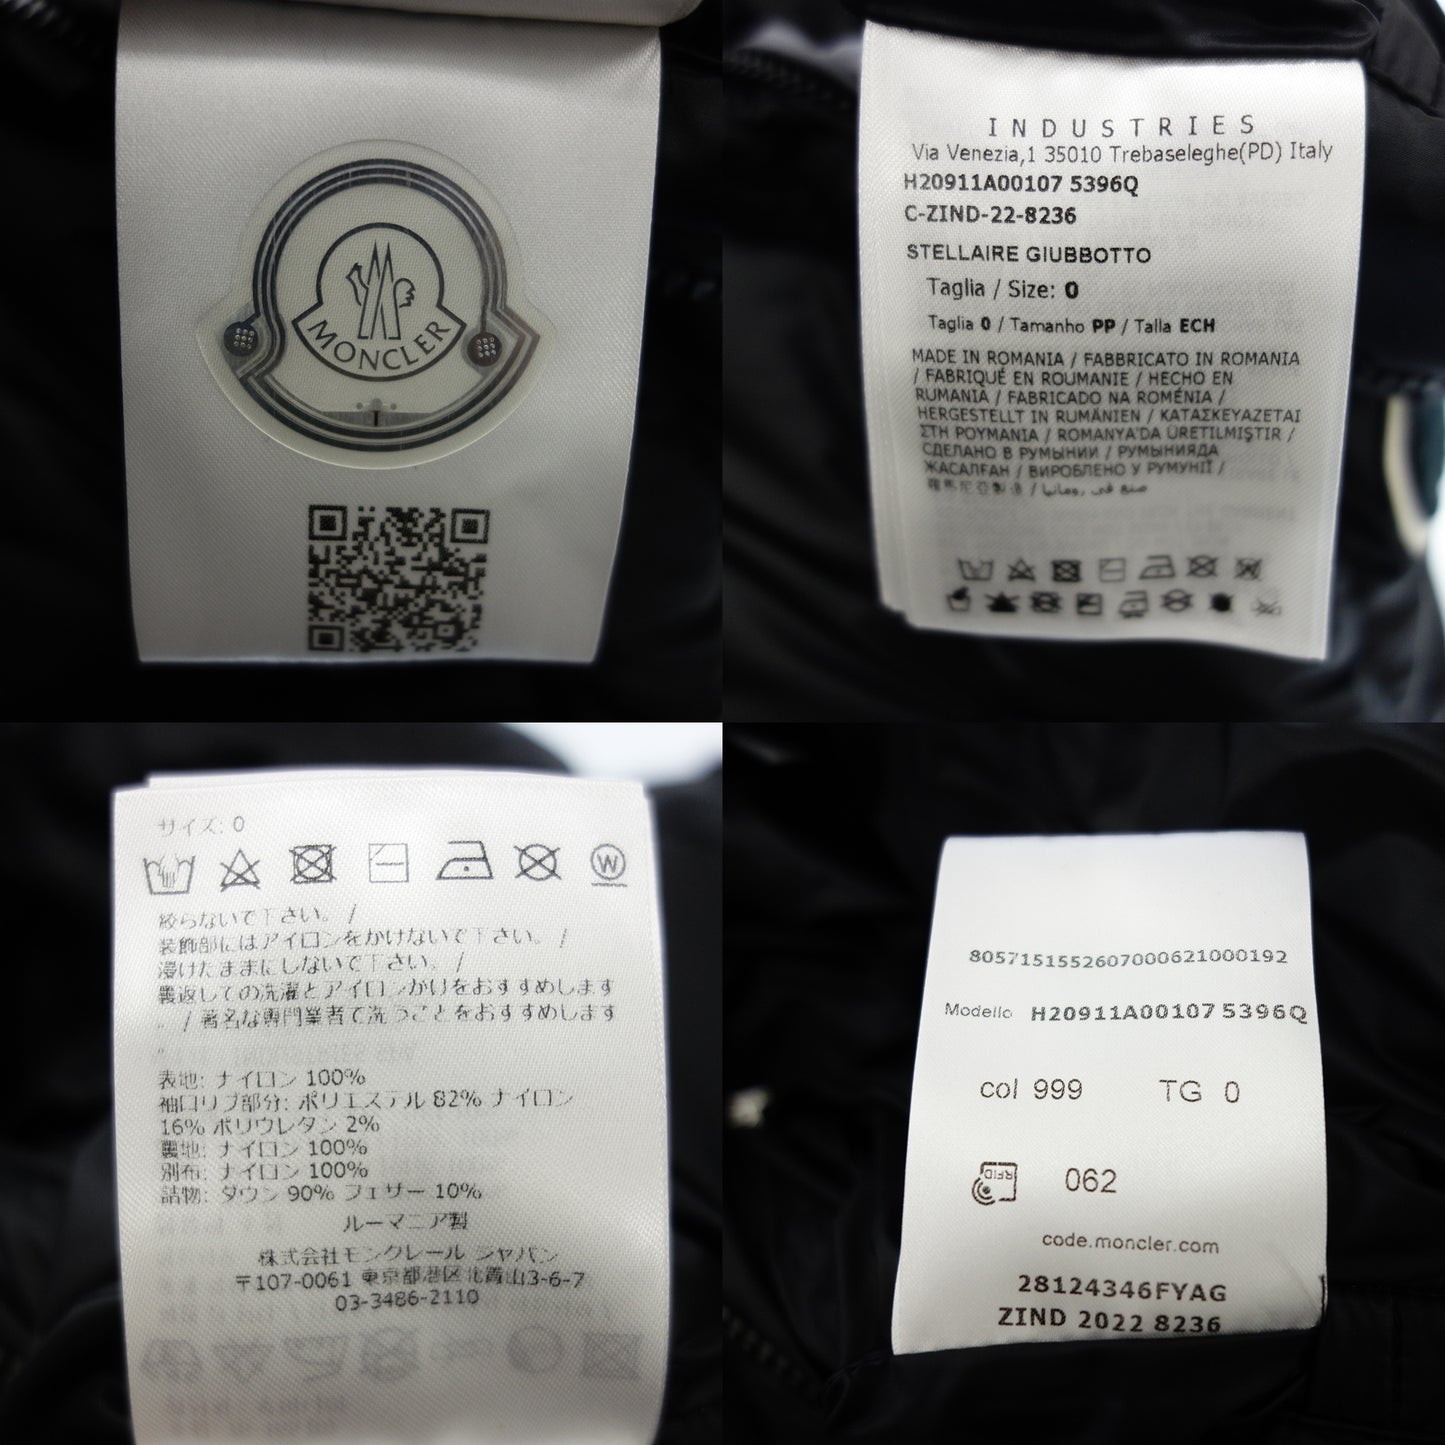 MONCLER
INDUSTRIES
Via Venezia,1 35010 Trebaseleghe(PD) Italy
H20911A00107 5396Q
C-ZIND-22-8236
STELLAIRE GIUBBOTTO
Taglia / Size: 0
Taglia 0 / Tamanho PP / Talla ECH
MADE IN ROMANIA / FABBRICATO IN ROMANIA
/ FABRIQUÉ EN ROUMANIE / HECHO EN
RUMANIA / FABRICADO NA ROMÉNIA /
HERGESTELLT IN RUMÄNIEN / ΚΑΤΑΣΚΕΥΑΖΕΤΑΙ
ΣΤΗ ΡΟΥΜΑΝΙΑ / ROMANYA'DA ÜRETILMIŞTIR /
СДЕЛАНО В РУМЫНИИ / РУМЫНИЯДА
ЖАСАЛҒАН / ВИРОБЛЕНО У РУМУНІЇ /
صنع في رومانيا /
サイズ: 0
W
絞らないで下さい。 /
装飾部にはアイロンをかけないで下さい。 /
浸けたままにしないで下さい。 /
裏返しての洗濯とアイロンがけをおすすめします
。 / 著名な専門業者で洗うことをおすすめします
。
表地: ナイロン 100%
袖口リブ部分: ポリエステル 82% ナイロン
16% ポリウレタン 2%
裏地: ナイロン 100%
別布: ナイロン 100%
詰物: ダウン 90% フェザー 10%
ルーマニア製
株式会社モンクレール ジャパン
〒107-0061 東京都港区北青山3-6-7
03-3486-2110
8057151552607000621000192
Modello H20911A00107 5396Q
col 999 TG 0
RFID 062
code.moncler.com
28124346FYAG
ZIND 2022 8236